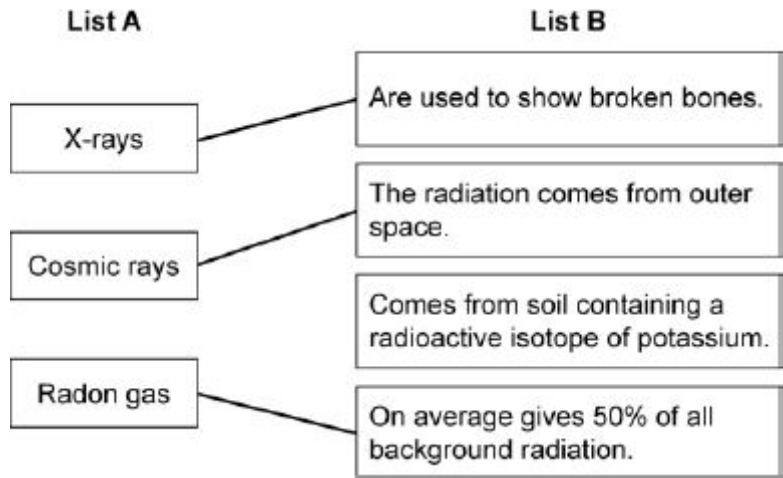 List A
List B
X-rays
Are used to show broken bones.
Cosmic rays
The radiation comes from outer
space.
Comes from soil containing a
radioactive isotope of potassium.
Radon gas
On average gives 50% of all
background radiation.